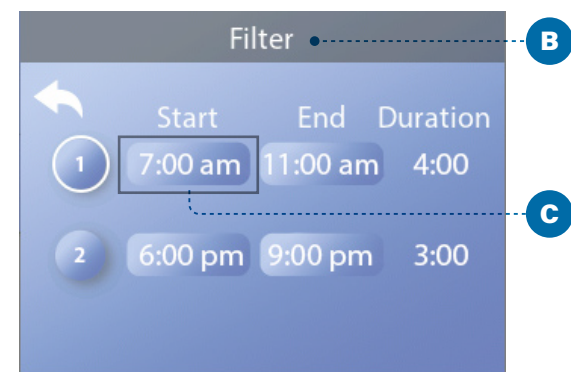 Filter
B
Start End Duration
1 7:00 am 11:00 am 4:00
C
2 6:00 pm 9:00 pm 3:00